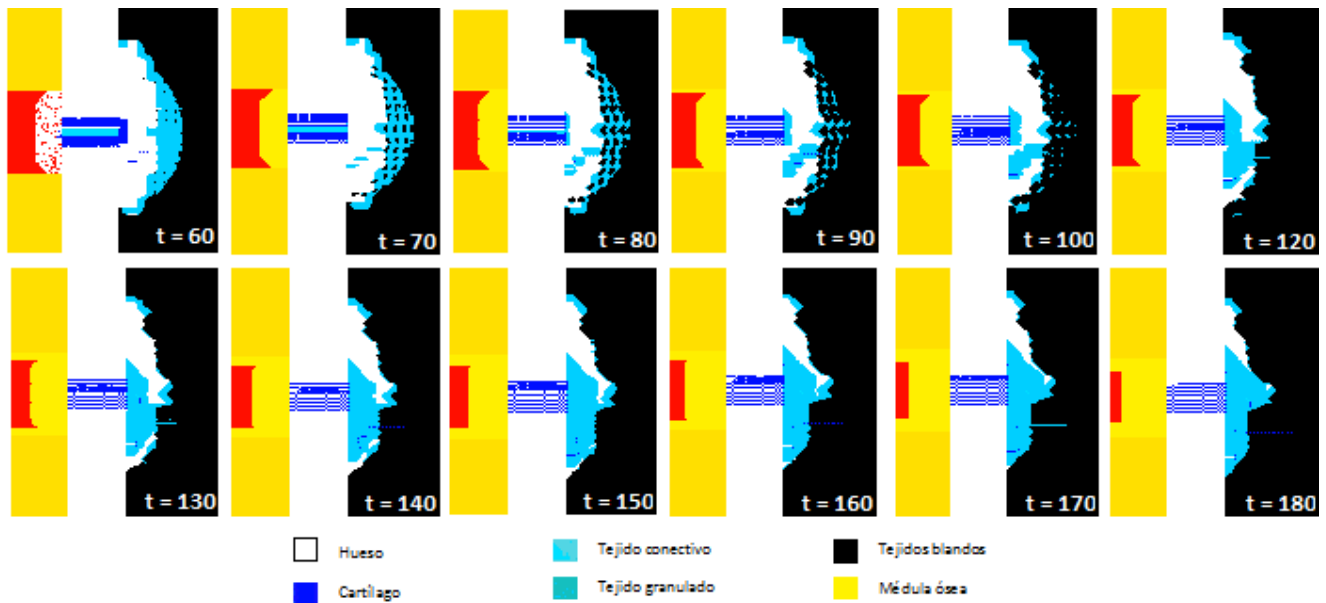 t = 60
t = 70
t = 80
t = 90
t = 100
t = 120
t = 130
t = 140
t = 150
t = 160
t = 170
t = 180
Hueso
Tejido conectivo
Tejidos blandos
Cartílago
Tejido granulado
Médula ósea